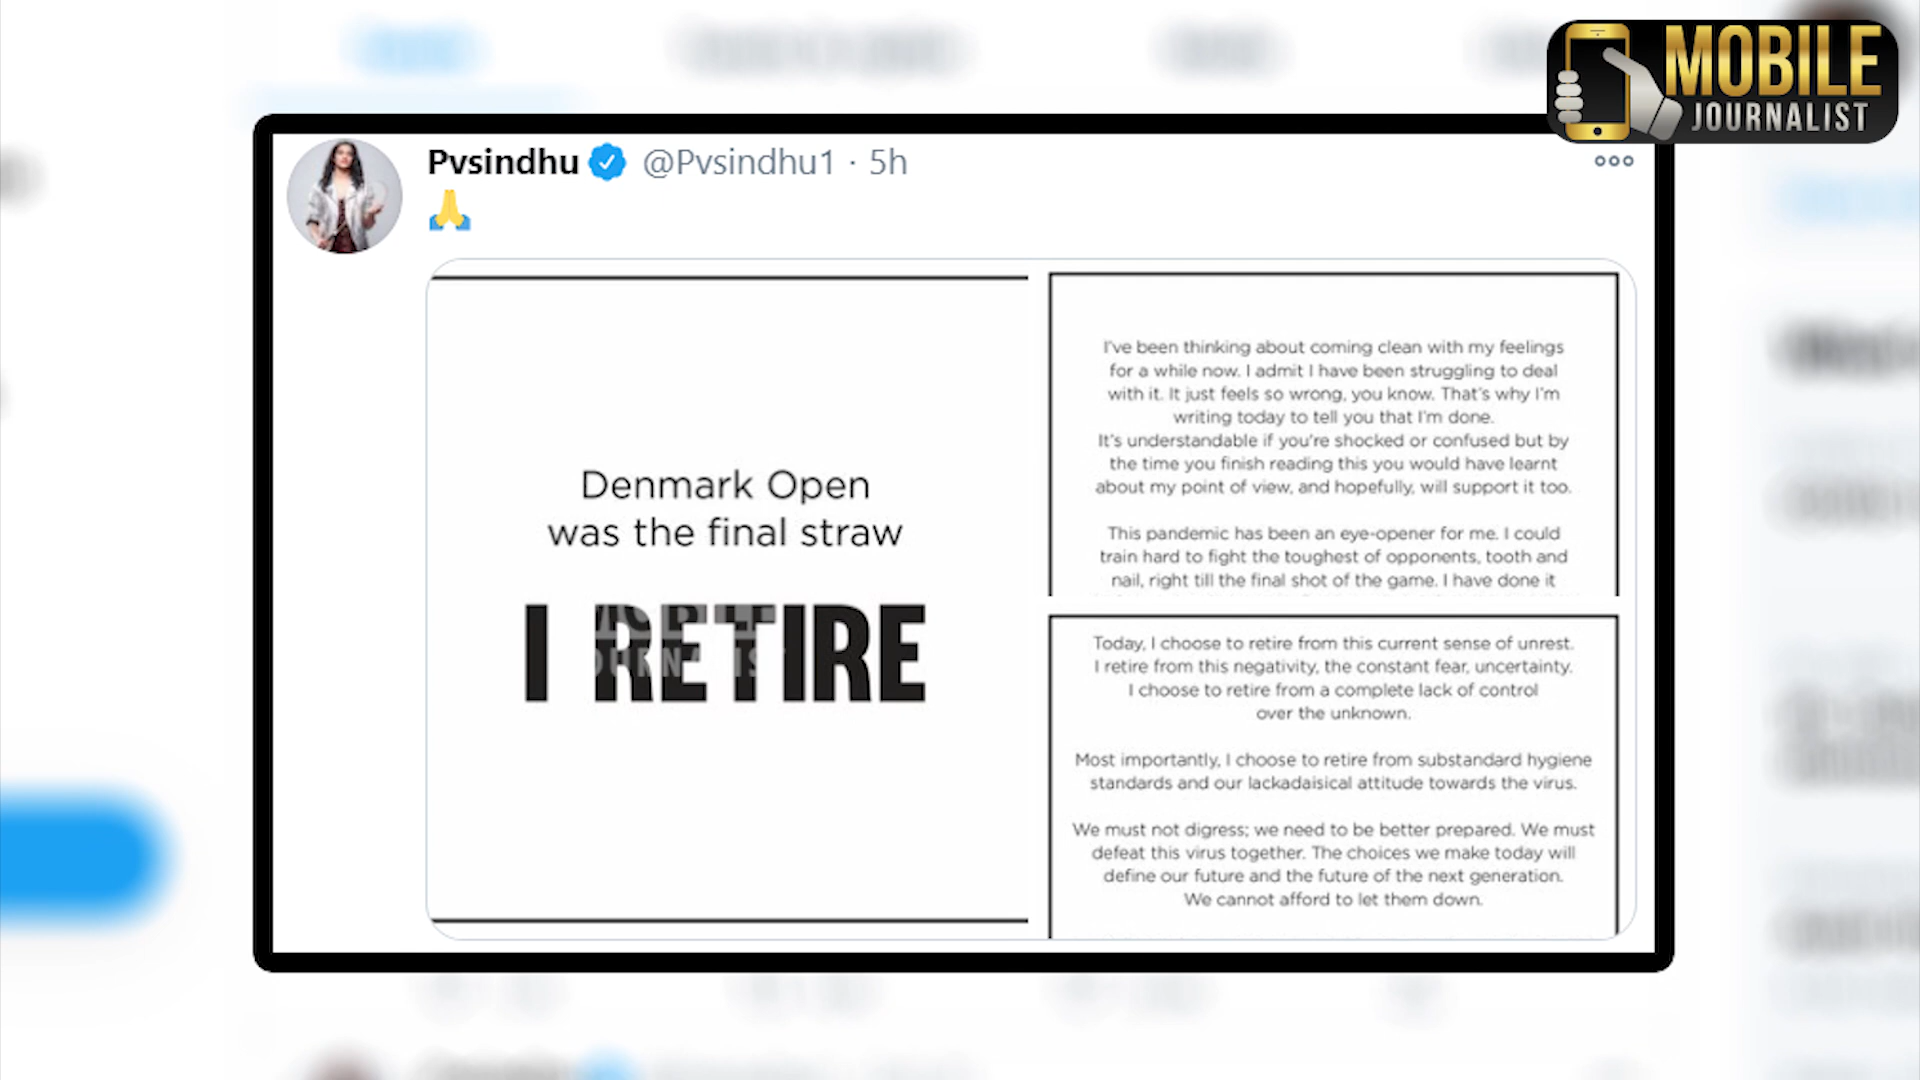 MOBILE
JOURNALIST
Pvsindhu @Pvsindhu1 · 5h
🙏
Denmark Open
was the final straw
I RETIRE
I've been thinking about coming clean with my feelings
for a while now. I admit I have been struggling to deal
with it. It just feels so wrong, you know. That's why I'm
writing today to tell you that I'm done.
It's understandable if you're shocked or confused but by
the time you finish reading this you would have learnt
about my point of view, and hopefully, will support it too.
This pandemic has been an eye-opener for me. I could
train hard to fight the toughest of opponents, tooth and
nail, right till the final shot of the game. I have done it
Today, I choose to retire from this current sense of unrest.
I retire from this negativity, the constant fear, uncertainty.
I choose to retire from a complete lack of control
over the unknown.
Most importantly, I choose to retire from substandard hygiene
standards and our lackadaisical attitude towards the virus.
We must not digress; we need to be better prepared. We must
defeat this virus together. The choices we make today will
define our future and the future of the next generation.
We cannot afford to let them down.